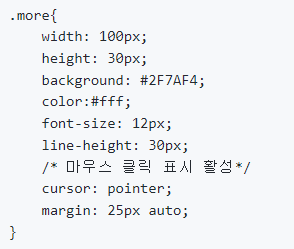 .more{
    width: 100px;
    height: 30px;
    background: #2F7AF4;
    color:#fff;
    font-size: 12px;
    line-height: 30px;
    /* 마우스 클릭 표시 활성*/
    cursor: pointer;
    margin: 25px auto;
}